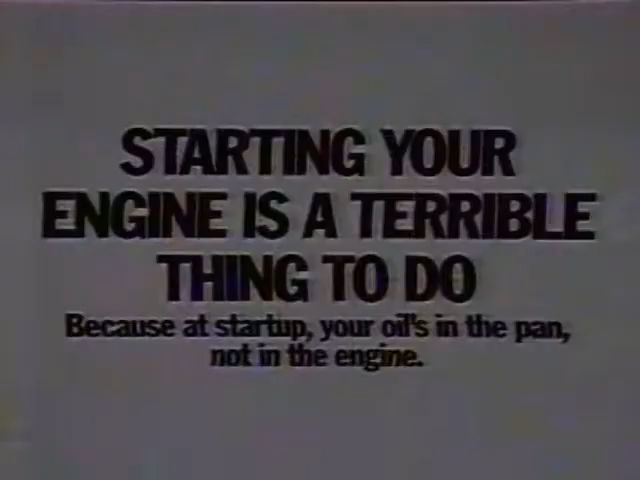 STARTING YOUR
ENGINE IS A TERRIBLE
THING TO DO
Because at startup, your oil's in the pan,
not in the engine.